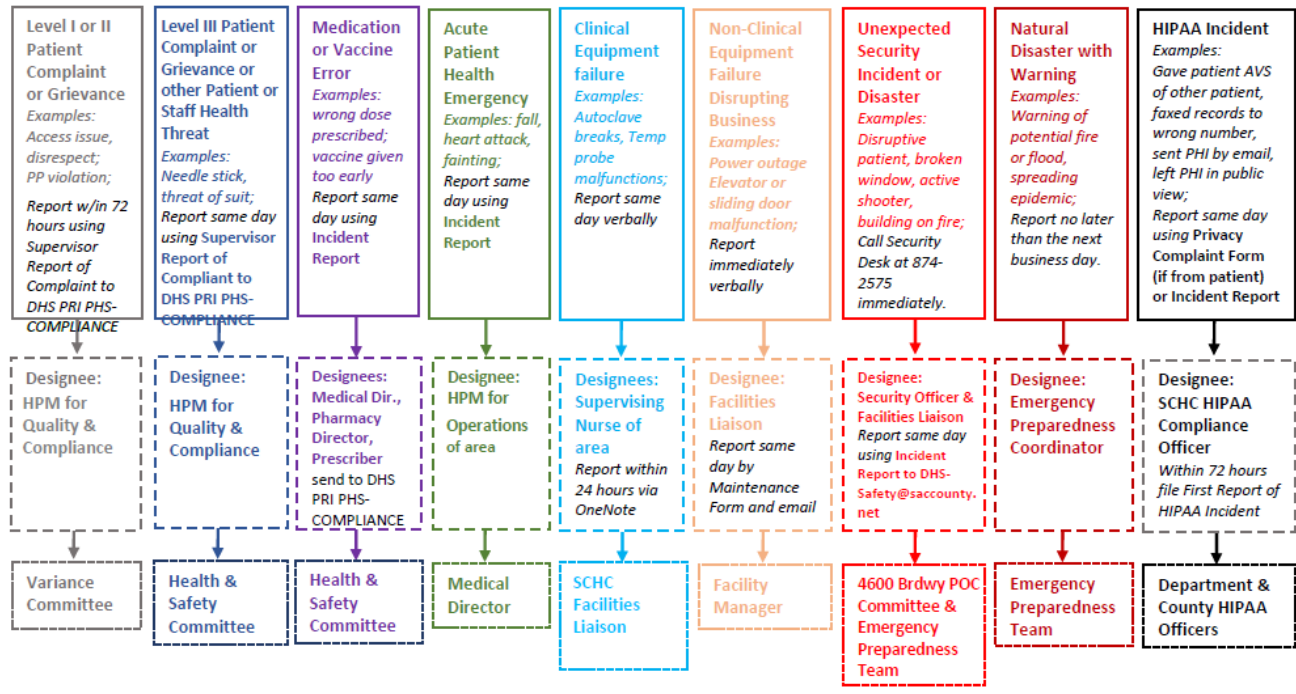 Level I or II
Patient
Complaint
or Grievance
Examples:
Access issue,
disrespect;
PP violation;
Report w/in 72
hours using
Supervisor
Report of
Complaint to
DHS PRI PHS-
COMPLIANCE
Level III Patient
Complaint or
Grievance or
other Patient or
Staff Health
Threat
Examples:
Needle stick,
threat of suit;
Report same day
using Supervisor
Report of
Compliant to
DHS PRI PHS-
COMPLIANCE
Medication
or Vaccine
Error
Examples:
wrong dose
prescribed;
vaccine given
too early
Report same
day using
Incident
Report
Acute
Patient
Health
Emergency
Examples: fall,
heart attack,
fainting;
Report same
day using
Incident
Report
Clinical
Equipment
failure
Examples:
Autoclave
breaks, Temp
probe
malfunctions;
Report same
day verbally
Non-Clinical
Equipment
Failure
Disrupting
Business
Examples:
Power outage
Elevator or
sliding door
malfunction;
Report
immediately
verbally
Unexpected
Security
Incident or
Disaster
Examples:
Disruptive
patient, broken
window, active
shooter,
building on fire;
Call Security
Desk at 874-
2575
immediately.
Natural
Disaster with
Warning
Examples:
Warning of
potential fire
or flood,
spreading
epidemic;
Report no later
than the next
business day.
HIPAA Incident
Examples:
Gave patient AVS
of other patient,
faxed records to
wrong number,
sent PHI by email,
left PHI in public
view;
Report same day
using Privacy
Complaint Form
(if from patient)
or Incident Report
Designee:
HPM for
Quality &
Compliance
Designee:
HPM for
Quality &
Compliance
Designees:
Medical Dir.,
Pharmacy
Director,
Prescriber
send to DHS
PRI PHS-
COMPLIANCE
Designee:
HPM for
Operations
of area
Designees:
Supervising
Nurse of
area
Report within
24 hours via
OneNote
Designee:
Facilities
Liaison
Report same
day by
Maintenance
Form and email
Designee:
Security Officer &
Facilities Liaison
Report same day
using Incident
Report to DHS-
Safety@saccounty.
net
Designee:
Emergency
Preparedness
Coordinator
Designee:
SCHC HIPAA
Compliance
Officer
Within 72 hours
file First Report of
HIPAA Incident
Variance
Committee
Health &
Safety
Committee
Health &
Safety
Committee
Medical
Director
SCHC
Facilities
Liaison
Facility
Manager
4600 Brdwy POC
Committee &
Emergency
Preparedness
Team
Emergency
Preparedness
Team
Department &
County HIPAA
Officers